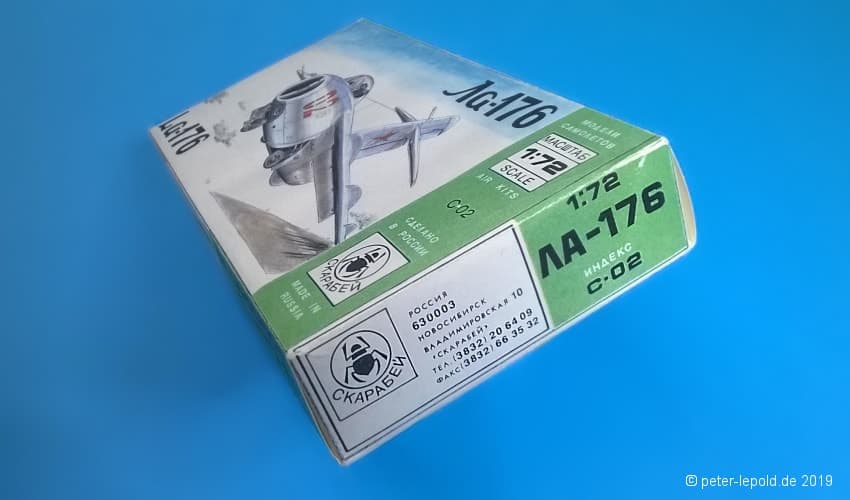 Ла-176
Ла-176
МОДЕЛИ
САМОЛЕТОВ
МАСШТАБ
1:72
SCALE
AIR KITS
С-02
СДЕЛАНО
В РОССИИ
СКАРАБЕЙ
MADE IN
RUSSIA
1:72
ЛА-176
ИНДЕКС
С-02
РОССИЯ
630003
НОВОСИБИРСК
ВЛАДИМИРОВСКАЯ 10
"СКАРАБЕЙ"
ТЕЛ. (3832) 20 64 09
ФАКС(3832) 66 35 32
СКАРАБЕЙ
© peter-lepold.de 2019